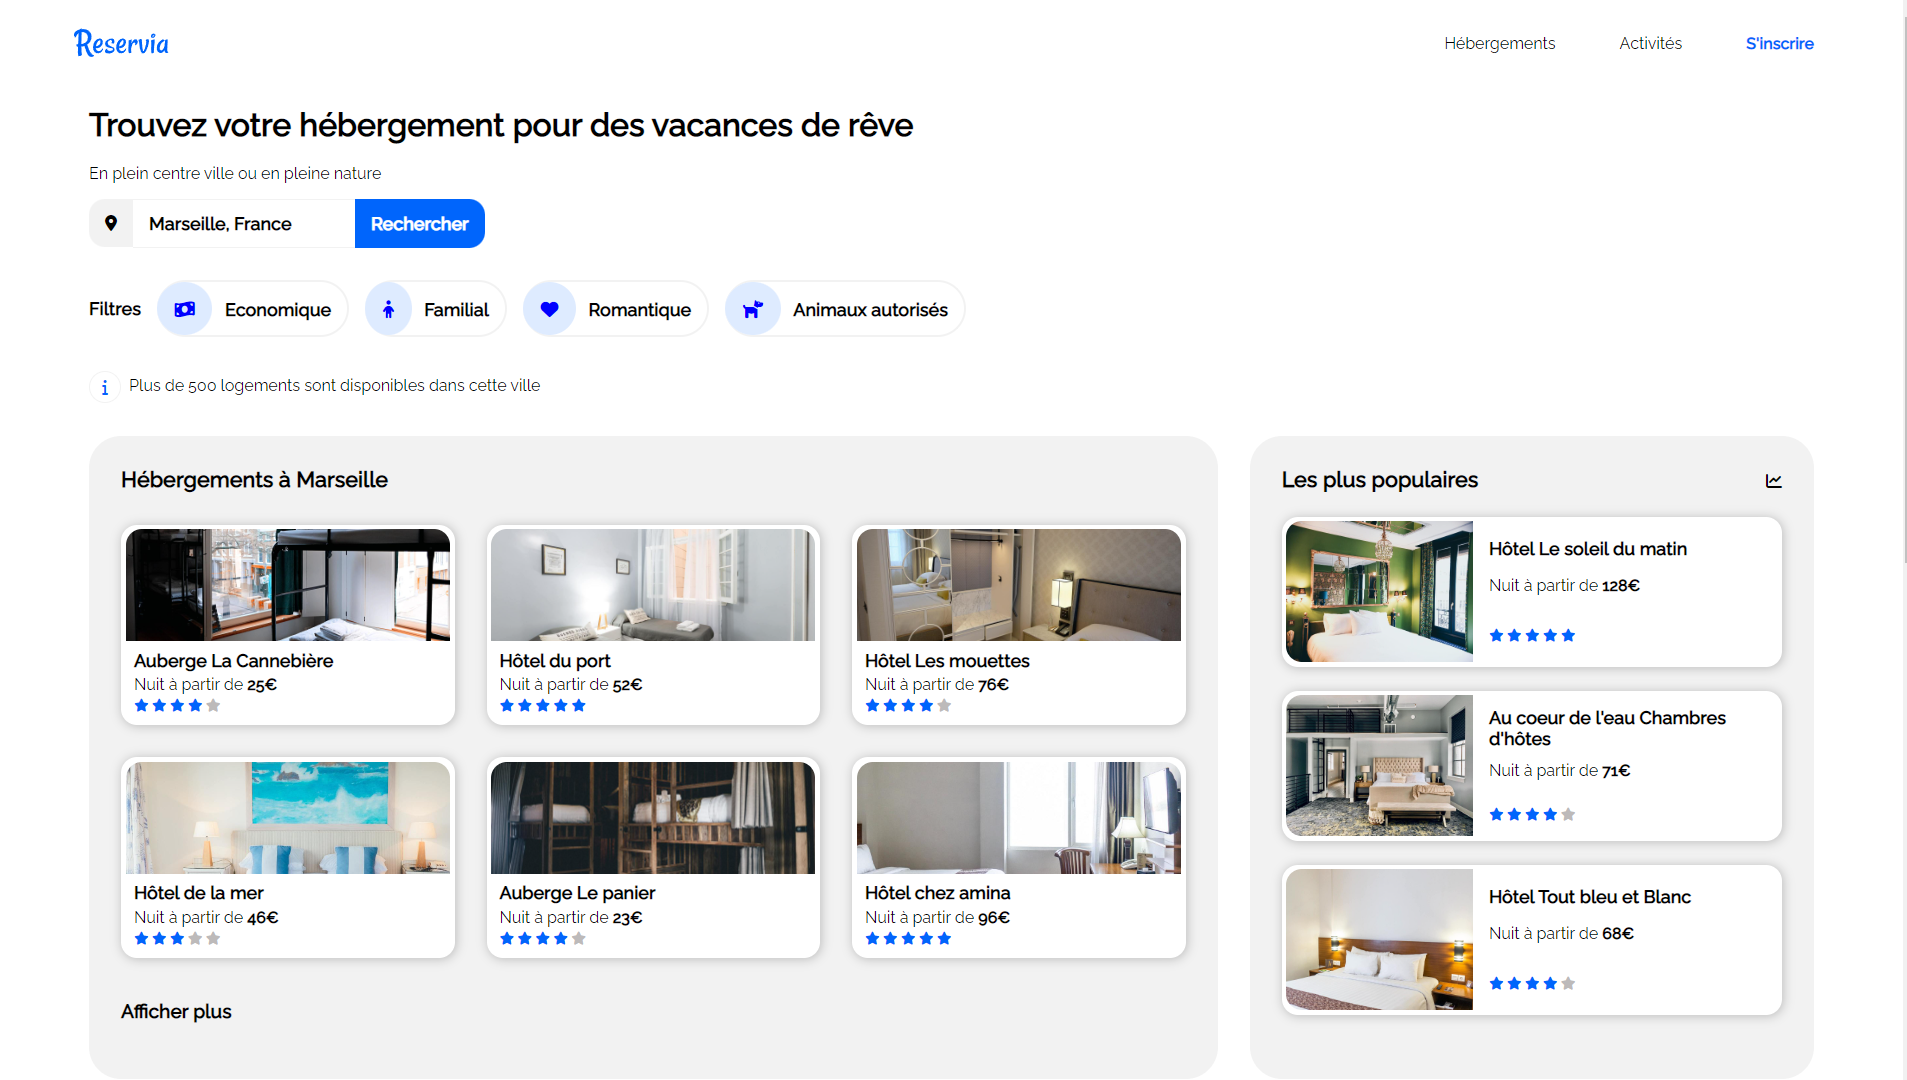 Reservia
Hébergements
Activités
S'inscrire
Trouvez votre hébergement pour des vacances de rêve
En plein centre ville ou en pleine nature
Marseille, France
Rechercher
Filtres
Economique
Familial
Romantique
Animaux autorisés
Plus de 500 logements sont disponibles dans cette ville
Hébergements à Marseille
Auberge La Cannebière
Nuit à partir de 25€
Hôtel du port
Nuit à partir de 52€
Hôtel Les mouettes
Nuit à partir de 76€
Hôtel de la mer
Nuit à partir de 46€
Auberge Le panier
Nuit à partir de 23€
Hôtel chez amina
Nuit à partir de 96€
Afficher plus
Les plus populaires
Hôtel Le soleil du matin
Nuit à partir de 128€
Au coeur de l'eau Chambres
d'hôtes
Nuit à partir de 71€
Hôtel Tout bleu et Blanc
Nuit à partir de 68€